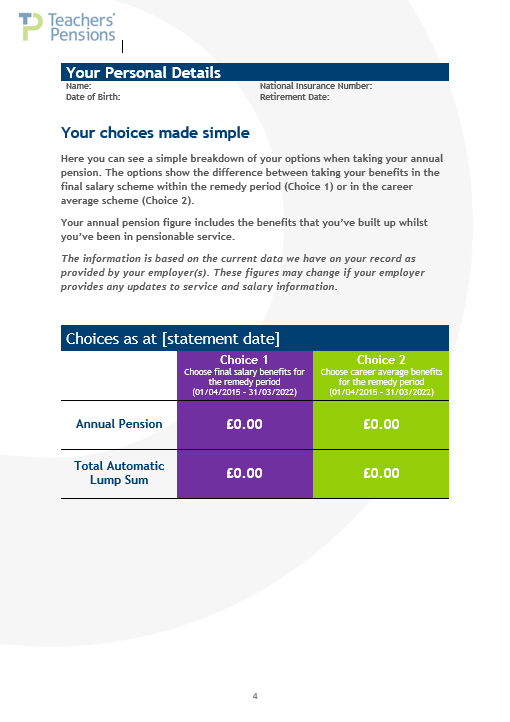 Teachers'
Pensions
Your Personal Details
Name: National Insurance Number:
Date of Birth: Retirement Date:
Your choices made simple
Here you can see a simple breakdown of your options when taking your annual
pension. The options show the difference between taking your benefits in the
final salary scheme within the remedy period (Choice 1) or in the career
average scheme (Choice 2).
Your annual pension figure includes the benefits that you've built up whilst
you've been in pensionable service.
The information is based on the current data we have on your record as
provided by your employer(s). These figures may change if your employer
provides any updates to service and salary information.
Choices as at [statement date]
Choice 1 Choice 2
Choose final salary benefits for Choose career average benefits
the remedy period for the remedy period
(01/04/2015 - 31/03/2022) (01/04/2015 - 31/03/2022)
Annual Pension £0.00 £0.00
Total Automatic
Lump Sum £0.00 £0.00
4